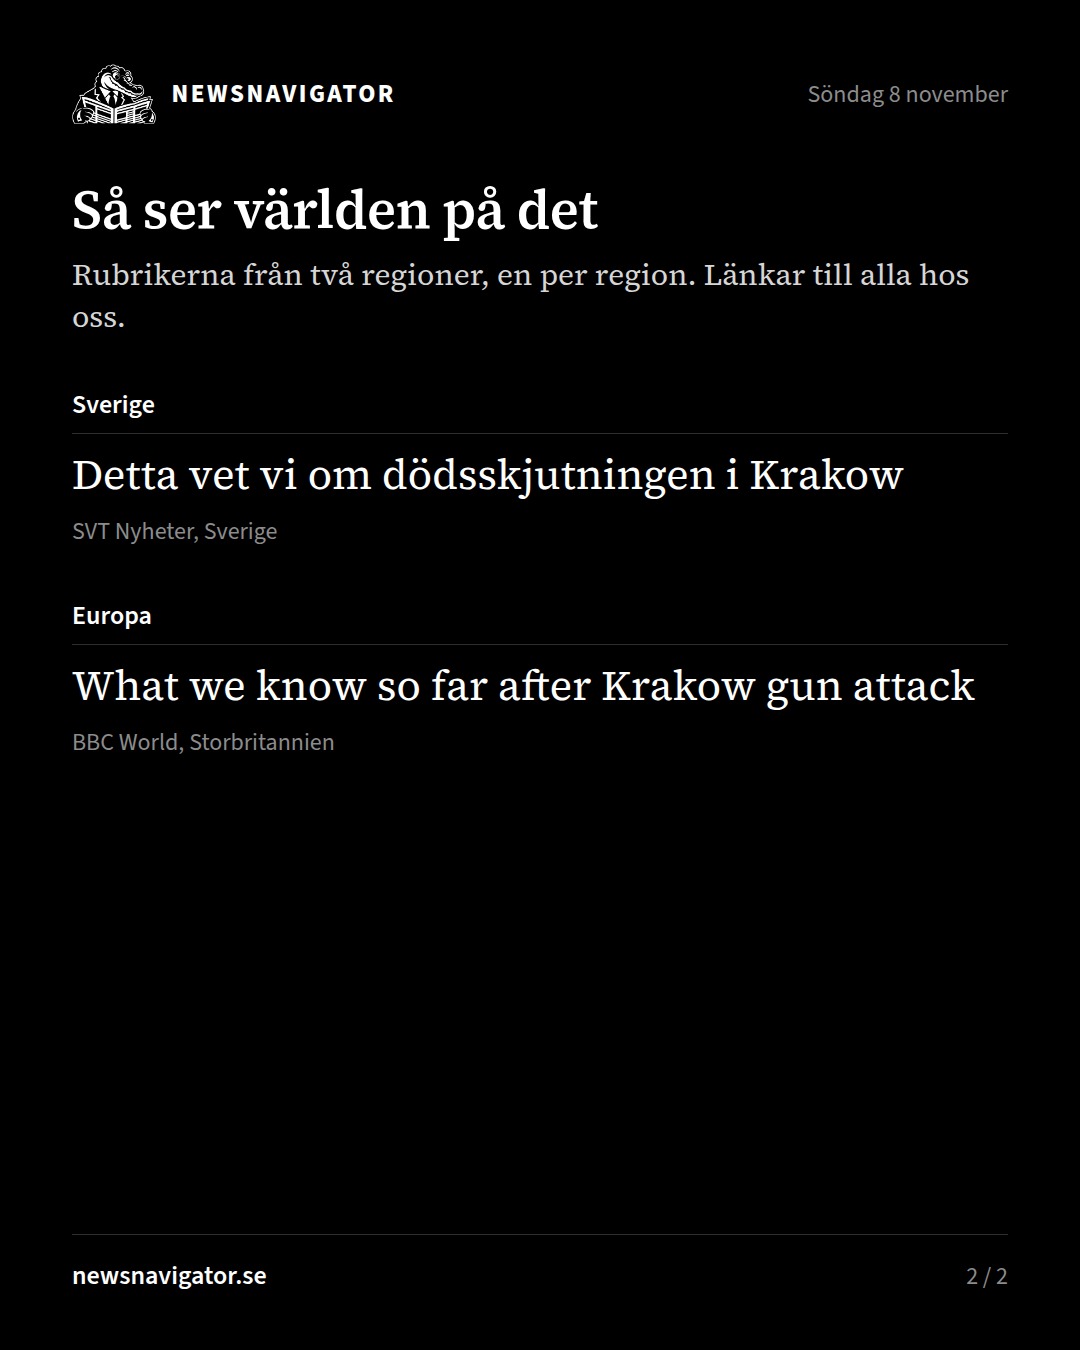 NEWSNAVIGATOR
Söndag 8 november
Så ser världen på det
Rubrikerna från två regioner, en per region. Länkar till alla hos
oss.
Sverige
Detta vet vi om dödsskjutningen i Krakow
SVT Nyheter, Sverige
Europa
What we know so far after Krakow gun attack
BBC World, Storbritannien
newsnavigator.se
2 / 2